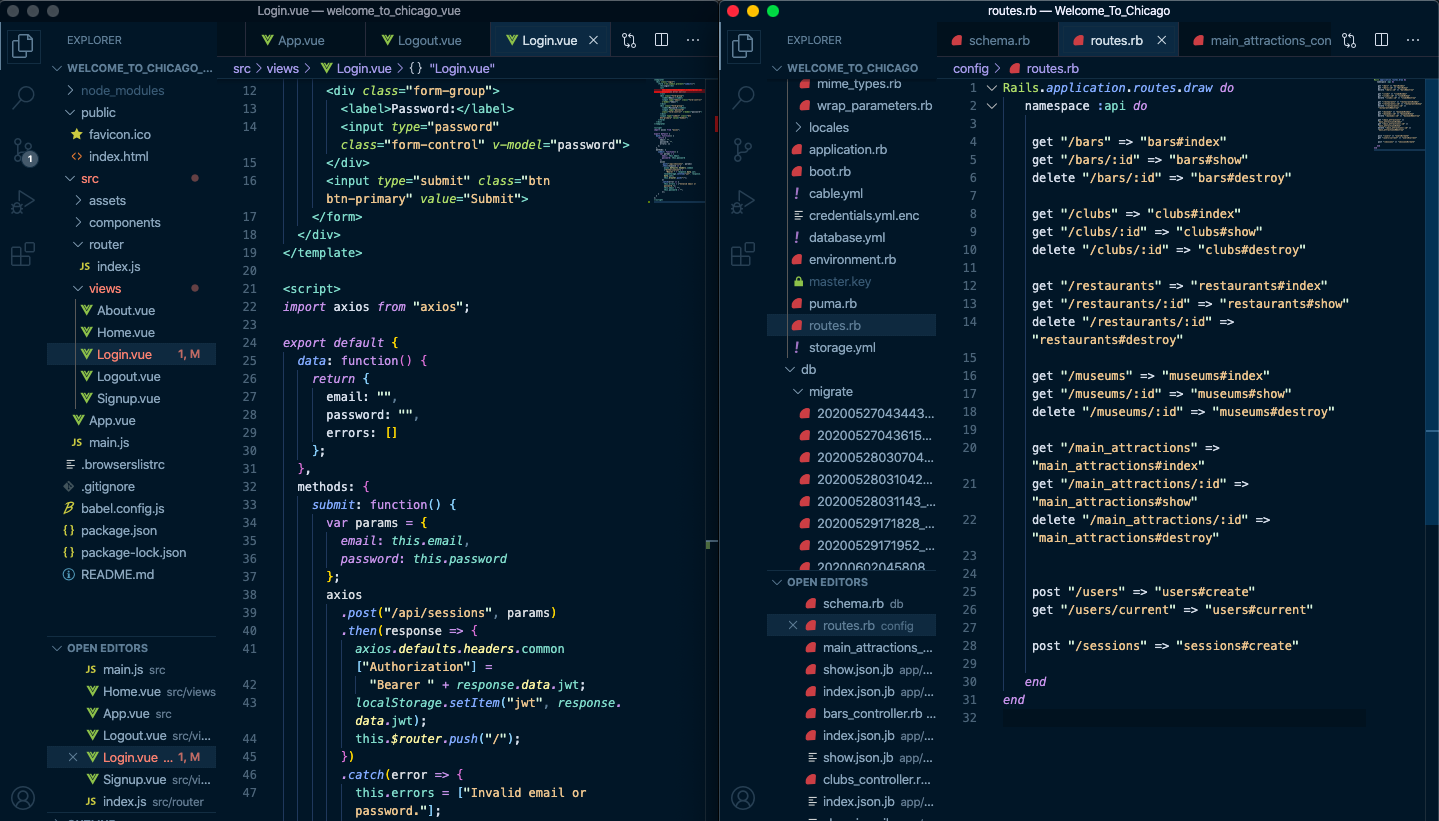 Login.vue — welcome_to_chicago_vue
EXPLORER
WELCOME_TO_CHICAGO_...
node_modules
public
favicon.ico
index.html
src
assets
components
router
JS index.js
views
About.vue
Home.vue
Login.vue 1, M
Logout.vue
Signup.vue
App.vue
JS main.js
.browserslistrc
.gitignore
babel.config.js
{} package.json
{} package-lock.json
README.md
OPEN EDITORS
JS main.js src
Home.vue src/views
App.vue src
Logout.vue src/vi...
Login.vue ... 1, M
Signup.vue src/vi...
JS index.js src/router
1
App.vue
Logout.vue
Login.vue
src > views > Login.vue > {} "Login.vue"
12 <div class="form-group">
13 <label>Password:</label>
14 <input type="password"
class="form-control" v-model="password">
15 </div>
16 <input type="submit" class="btn
btn-primary" value="Submit">
17 </form>
18 </div>
19 </template>
20
21 <script>
22 import axios from "axios";
23
24 export default {
25 data: function() {
26 return {
27 email: "",
28 password: "",
29 errors: []
30 };
31 },
32 methods: {
33 submit: function() {
34 var params = {
35 email: this.email,
36 password: this.password
37 };
38 axios
39 .post("/api/sessions", params)
40 .then(response => {
41 axios.defaults.headers.common
["Authorization"] =
42 "Bearer " + response.data.jwt;
43 localStorage.setItem("jwt", response.
data.jwt);
44 this.$router.push("/");
45 })
46 .catch(error => {
47 this.errors = ["Invalid email or
password."];
routes.rb — Welcome_To_Chicago
EXPLORER
WELCOME_TO_CHICAGO
mime_types.rb
wrap_parameters.rb
locales
application.rb
boot.rb
! cable.yml
credentials.yml.enc
! database.yml
environment.rb
master.key
puma.rb
routes.rb
! storage.yml
db
migrate
20200527043443...
20200527043615...
20200528030704...
20200528031042...
20200528031143_...
20200529171828_...
20200529171952_...
20200602045808
OPEN EDITORS
schema.rb db
routes.rb config
main_attractions_...
show.json.jb app/...
index.json.jb app/...
bars_controller.rb ...
index.json.jb app/...
show.json.jb app/...
clubs_controller.r...
index.json.jb app/...
schema.rb
routes.rb
main_attractions_con
config > routes.rb
1 Rails.application.routes.draw do
2 namespace :api do
3
4 get "/bars" => "bars#index"
5 get "/bars/:id" => "bars#show"
6 delete "/bars/:id" => "bars#destroy"
7
8 get "/clubs" => "clubs#index"
9 get "/clubs/:id" => "clubs#show"
10 delete "/clubs/:id" => "clubs#destroy"
11
12 get "/restaurants" => "restaurants#index"
13 get "/restaurants/:id" => "restaurants#show"
14 delete "/restaurants/:id" =>
"restaurants#destroy"
15
16 get "/museums" => "museums#index"
17 get "/museums/:id" => "museums#show"
18 delete "/museums/:id" => "museums#destroy"
19
20 get "/main_attractions" =>
"main_attractions#index"
21 get "/main_attractions/:id" =>
"main_attractions#show"
22 delete "/main_attractions/:id" =>
"main_attractions#destroy"
23
24
25 post "/users" => "users#create"
26 get "/users/current" => "users#current"
27
28 post "/sessions" => "sessions#create"
29
30 end
31 end
32